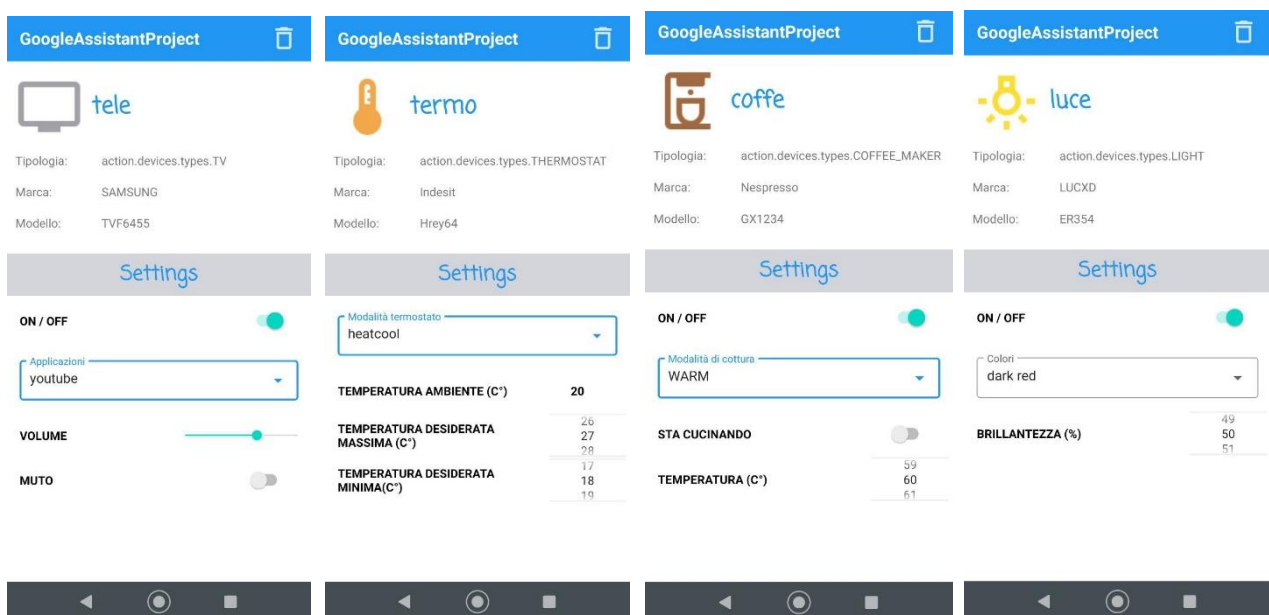 GoogleAssistantProject
tele
Tipologia: action.devices.types.TV
Marca: SAMSUNG
Modello: TVF6455
Settings
ON / OFF
Applicazioni
youtube
VOLUME
MUTO
GoogleAssistantProject
termo
Tipologia: action.devices.types.THERMOSTAT
Marca: Indesit
Modello: Hrey64
Settings
Modalità termostato
heatcool
TEMPERATURA AMBIENTE (C°) 20
TEMPERATURA DESIDERATA
MASSIMA (C°)
26
27
28
TEMPERATURA DESIDERATA
MINIMA(C°)
17
18
19
GoogleAssistantProject
coffe
Tipologia: action.devices.types.COFFEE_MAKER
Marca: Nespresso
Modello: GX1234
Settings
ON / OFF
Modalità di cottura
WARM
STA CUCINANDO
TEMPERATURA (C°)
59
60
61
GoogleAssistantProject
luce
Tipologia: action.devices.types.LIGHT
Marca: LUCXD
Modello: ER354
Settings
ON / OFF
Colori
dark red
BRILLANTEZZA (%)
49
50
51